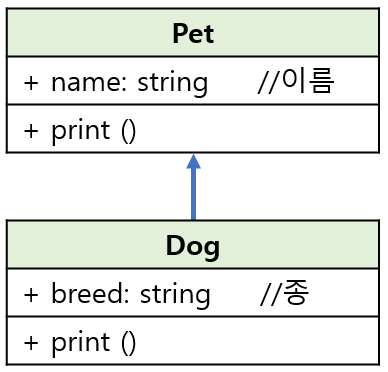 Pet
+ name: string //이름
+ print ()
Dog
+ breed: string //종
+ print ()